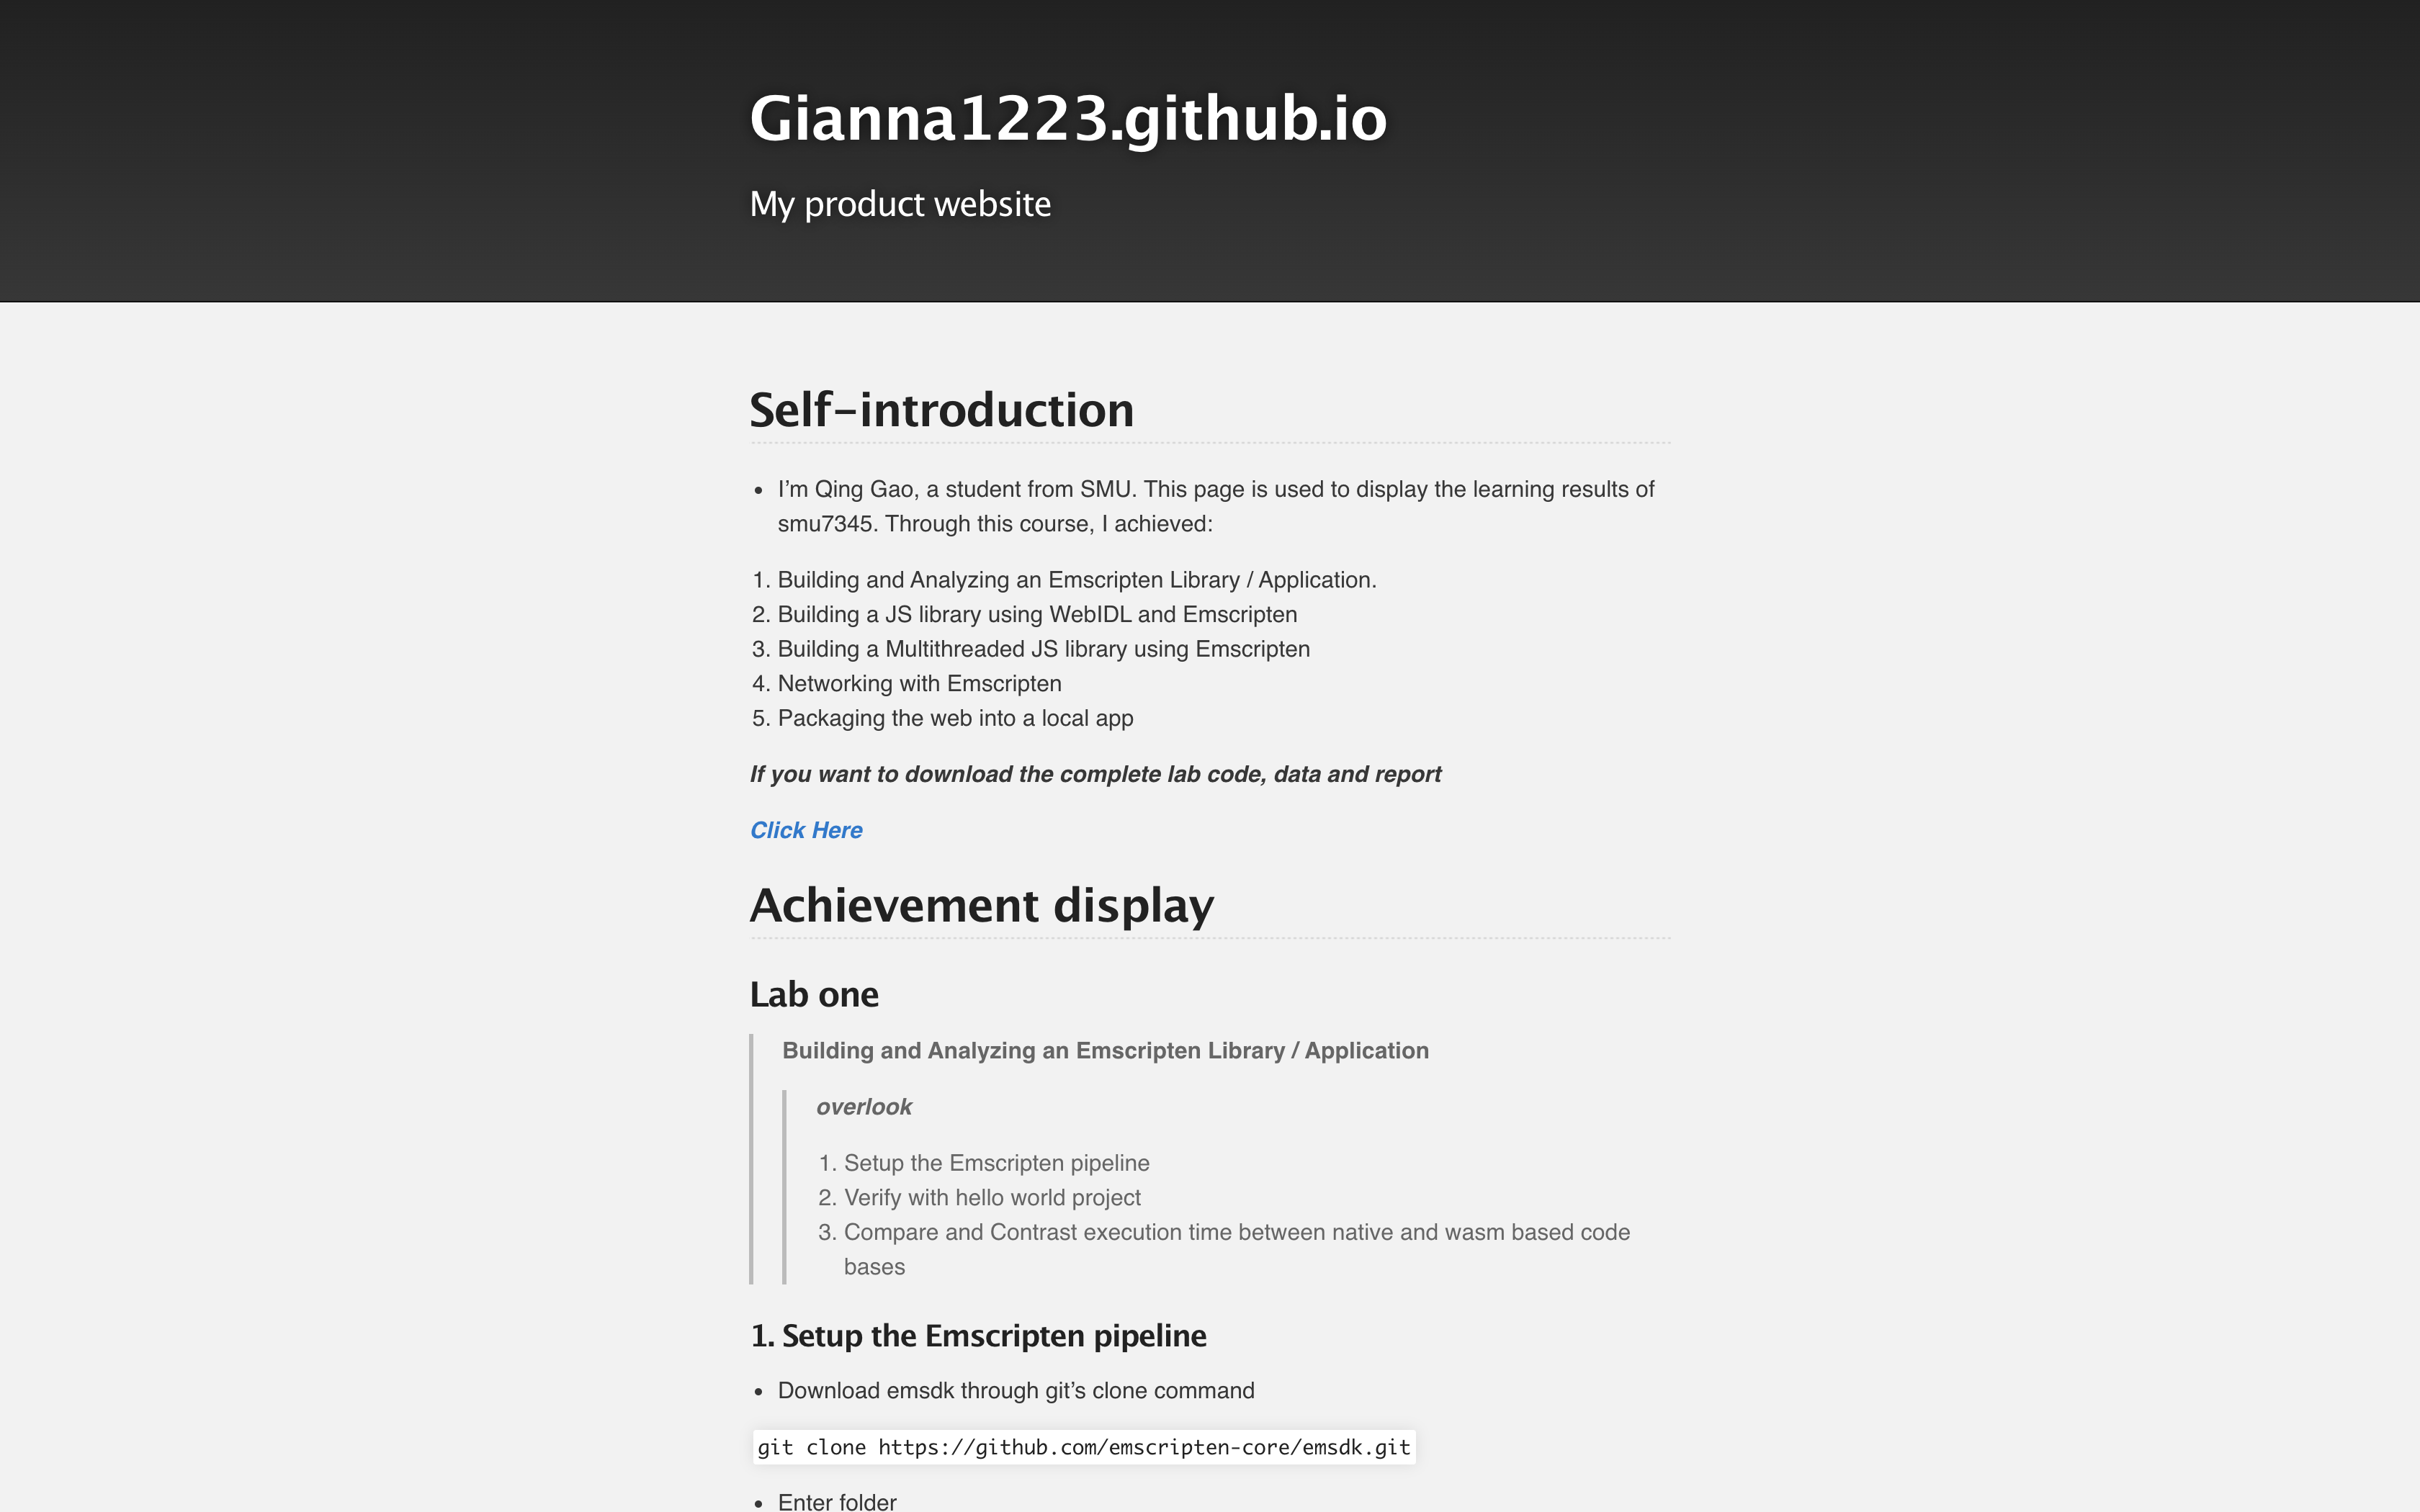 Gianna1223.github.io
My product website
Self-introduction
• I’m Qing Gao, a student from SMU. This page is used to display the learning results of
smu7345. Through this course, I achieved:
1. Building and Analyzing an Emscripten Library / Application.
2. Building a JS library using WebIDL and Emscripten
3. Building a Multithreaded JS library using Emscripten
4. Networking with Emscripten
5. Packaging the web into a local app
If you want to download the complete lab code, data and report
Click Here
Achievement display
Lab one
Building and Analyzing an Emscripten Library / Application
overlook
1. Setup the Emscripten pipeline
2. Verify with hello world project
3. Compare and Contrast execution time between native and wasm based code
bases
1. Setup the Emscripten pipeline
• Download emsdk through git’s clone command
git clone https://github.com/emscripten-core/emsdk.git
• Enter folder